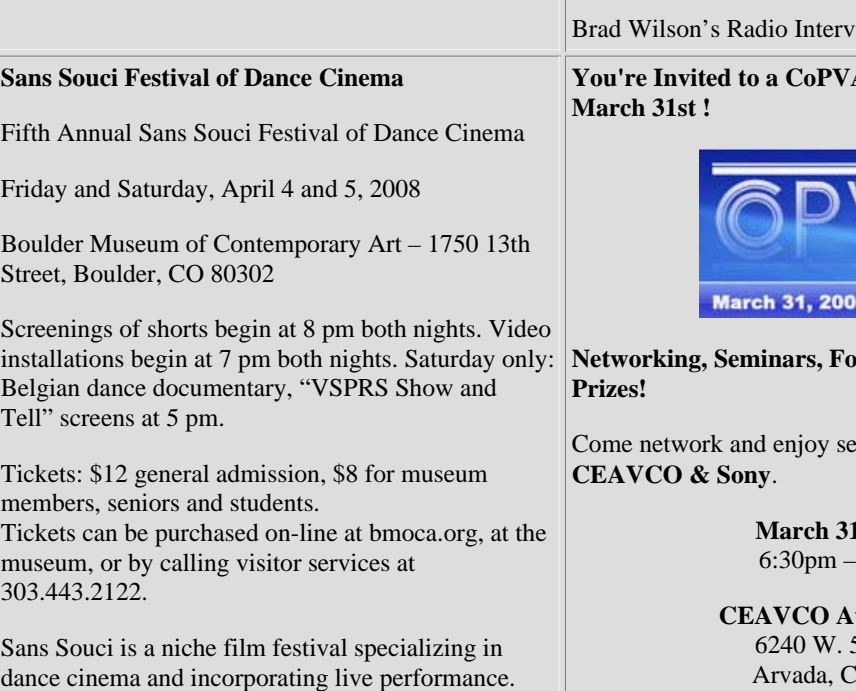 Brad Wilson's Radio
Sans Souci Festival of Dance Cinema
Fifth Annual Sans Souci Festival of Dance Cinema
Friday and Saturday, April 4 and 5, 2008
Boulder Museum of Contemporary Art – 1750 13th
Street, Boulder, CO 80302
Screenings of shorts begin at 8 pm both nights. Video
installations begin at 7 pm both nights. Saturday only:
Belgian dance documentary, “VSPRS Show and
Tell” screens at 5 pm.
Tickets: $12 general admission, $8 for museum
members, seniors and students.
Tickets can be purchased on-line at bmoca.org, at the
museum, or by calling visitor services at
303.443.2122.
Sans Souci is a niche film festival specializing in
dance cinema and incorporating live performance.
You're Invited to a
March 31st !
March 31,
Networking, Seminars,
Prizes!
Come network and enjoy
CEAVCO & Sony.
March
6:30pm –
CEAVCO
6240 W.
Arvada,